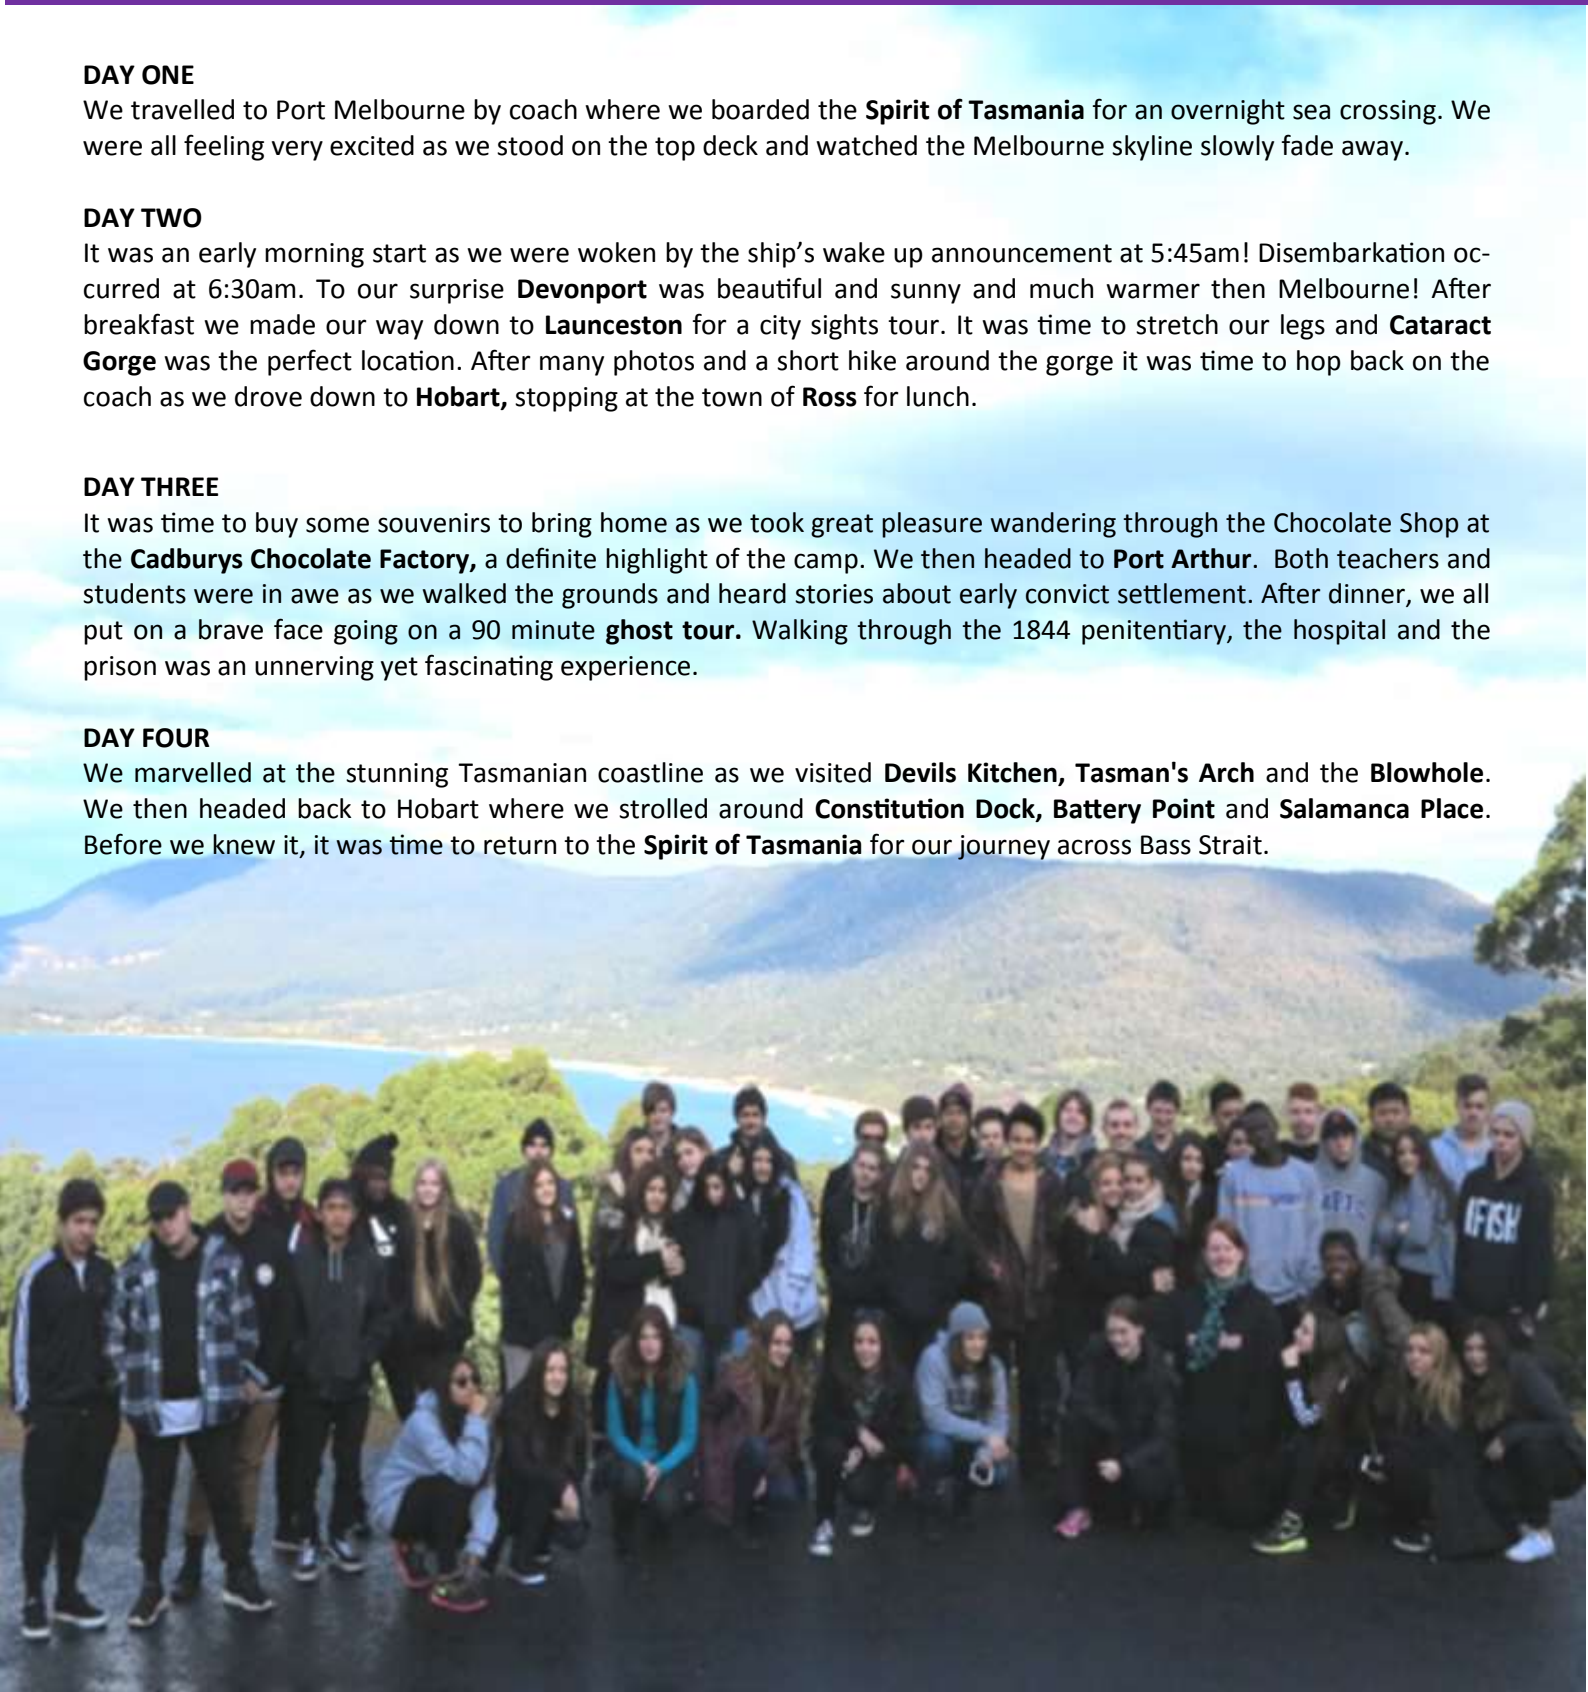 DAY ONE
We travelled to Port Melbourne by coach where we boarded the Spirit of Tasmania for an overnight sea crossing. We
were all feeling very excited as we stood on the top deck and watched the Melbourne skyline slowly fade away.
DAY TWO
It was an early morning start as we were woken by the ship’s wake up announcement at 5:45am! Disembarkation oc-
curred at 6:30am. To our surprise Devonport was beautiful and sunny and much warmer then Melbourne! After
breakfast we made our way down to Launceston for a city sights tour. It was time to stretch our legs and Cataract
Gorge was the perfect location. After many photos and a short hike around the gorge it was time to hop back on the
coach as we drove down to Hobart, stopping at the town of Ross for lunch.
DAY THREE
It was time to buy some souvenirs to bring home as we took great pleasure wandering through the Chocolate Shop at
the Cadburys Chocolate Factory, a definite highlight of the camp. We then headed to Port Arthur. Both teachers and
students were in awe as we walked the grounds and heard stories about early convict settlement. After dinner, we all
put on a brave face going on a 90 minute ghost tour. Walking through the 1844 penitentiary, the hospital and the
prison was an unnerving yet fascinating experience.
DAY FOUR
We marvelled at the stunning Tasmanian coastline as we visited Devils Kitchen, Tasman's Arch and the Blowhole.
We then headed back to Hobart where we strolled around Constitution Dock, Battery Point and Salamanca Place.
Before we knew it, it was time to return to the Spirit of Tasmania for our journey across Bass Strait.
IFISH